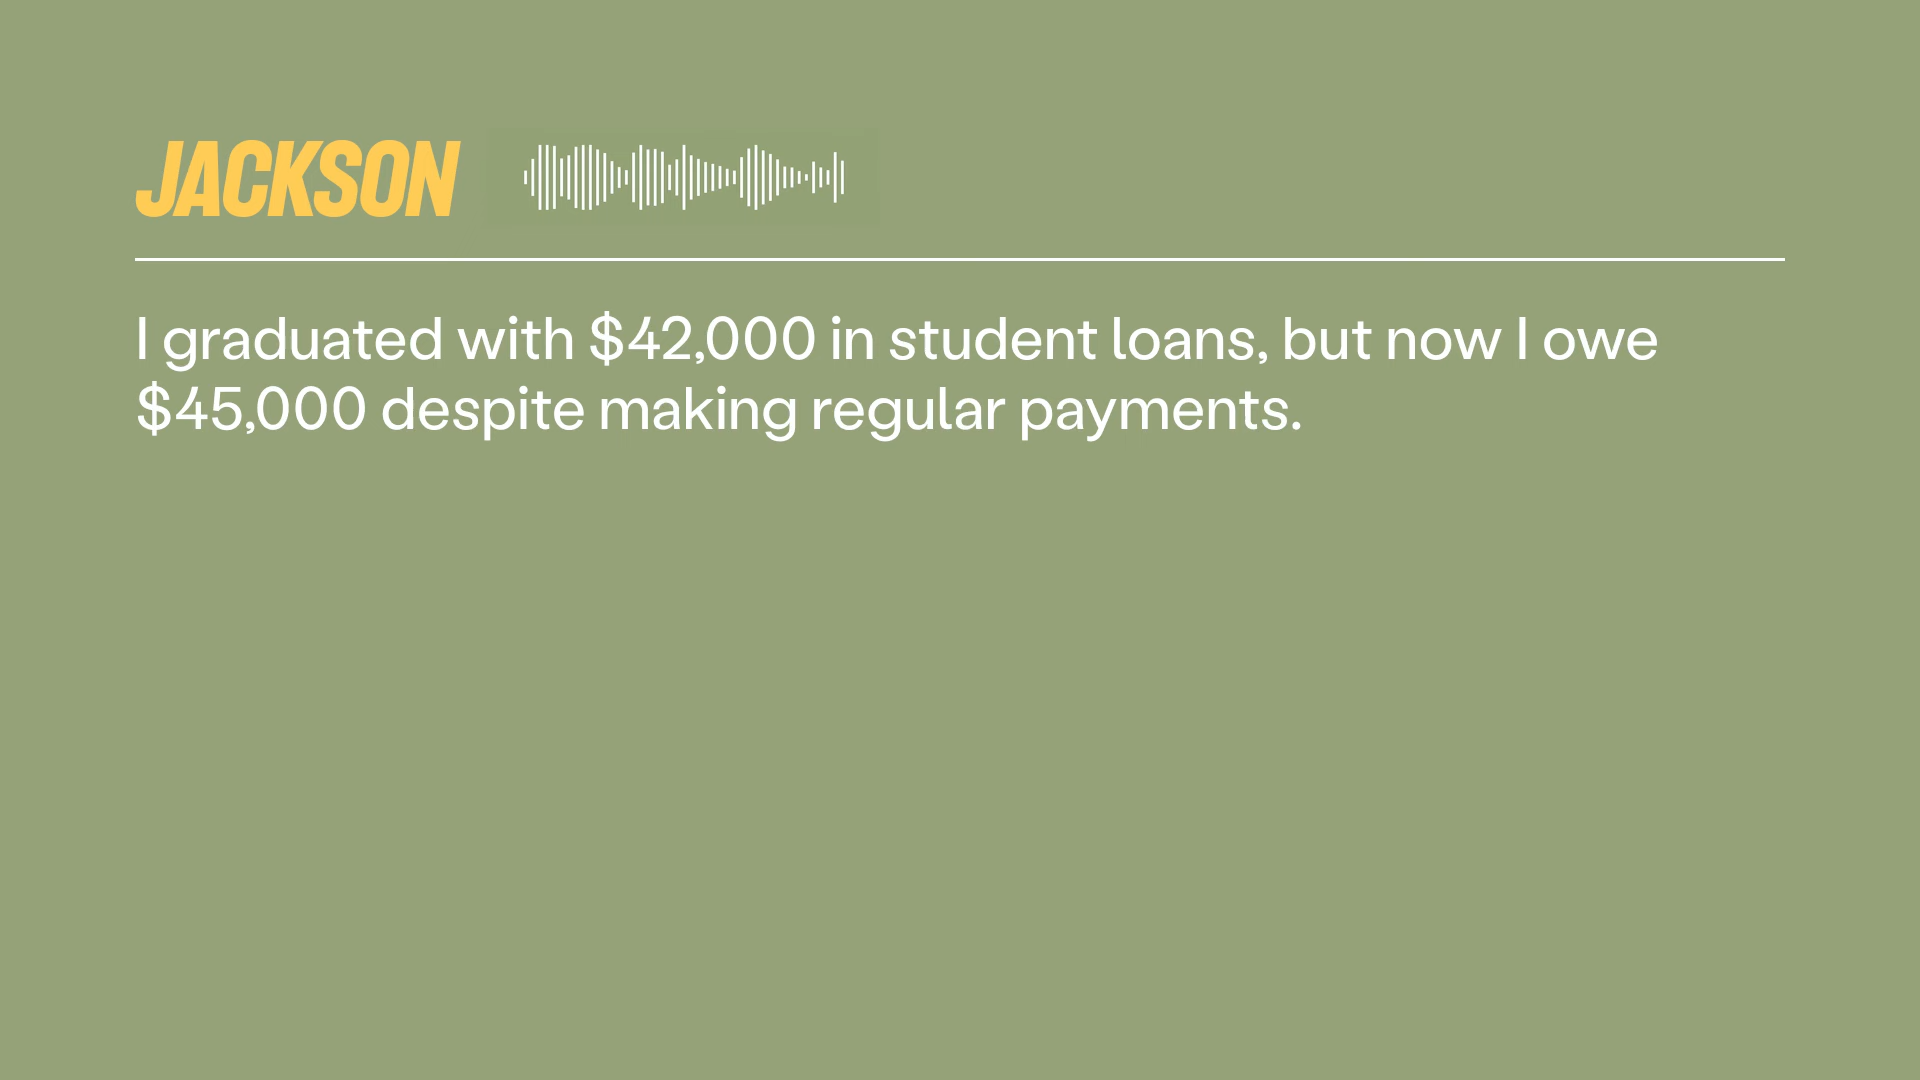 JACKSON
I graduated with $42,000 in student loans, but now I owe
$45,000 despite making regular payments.